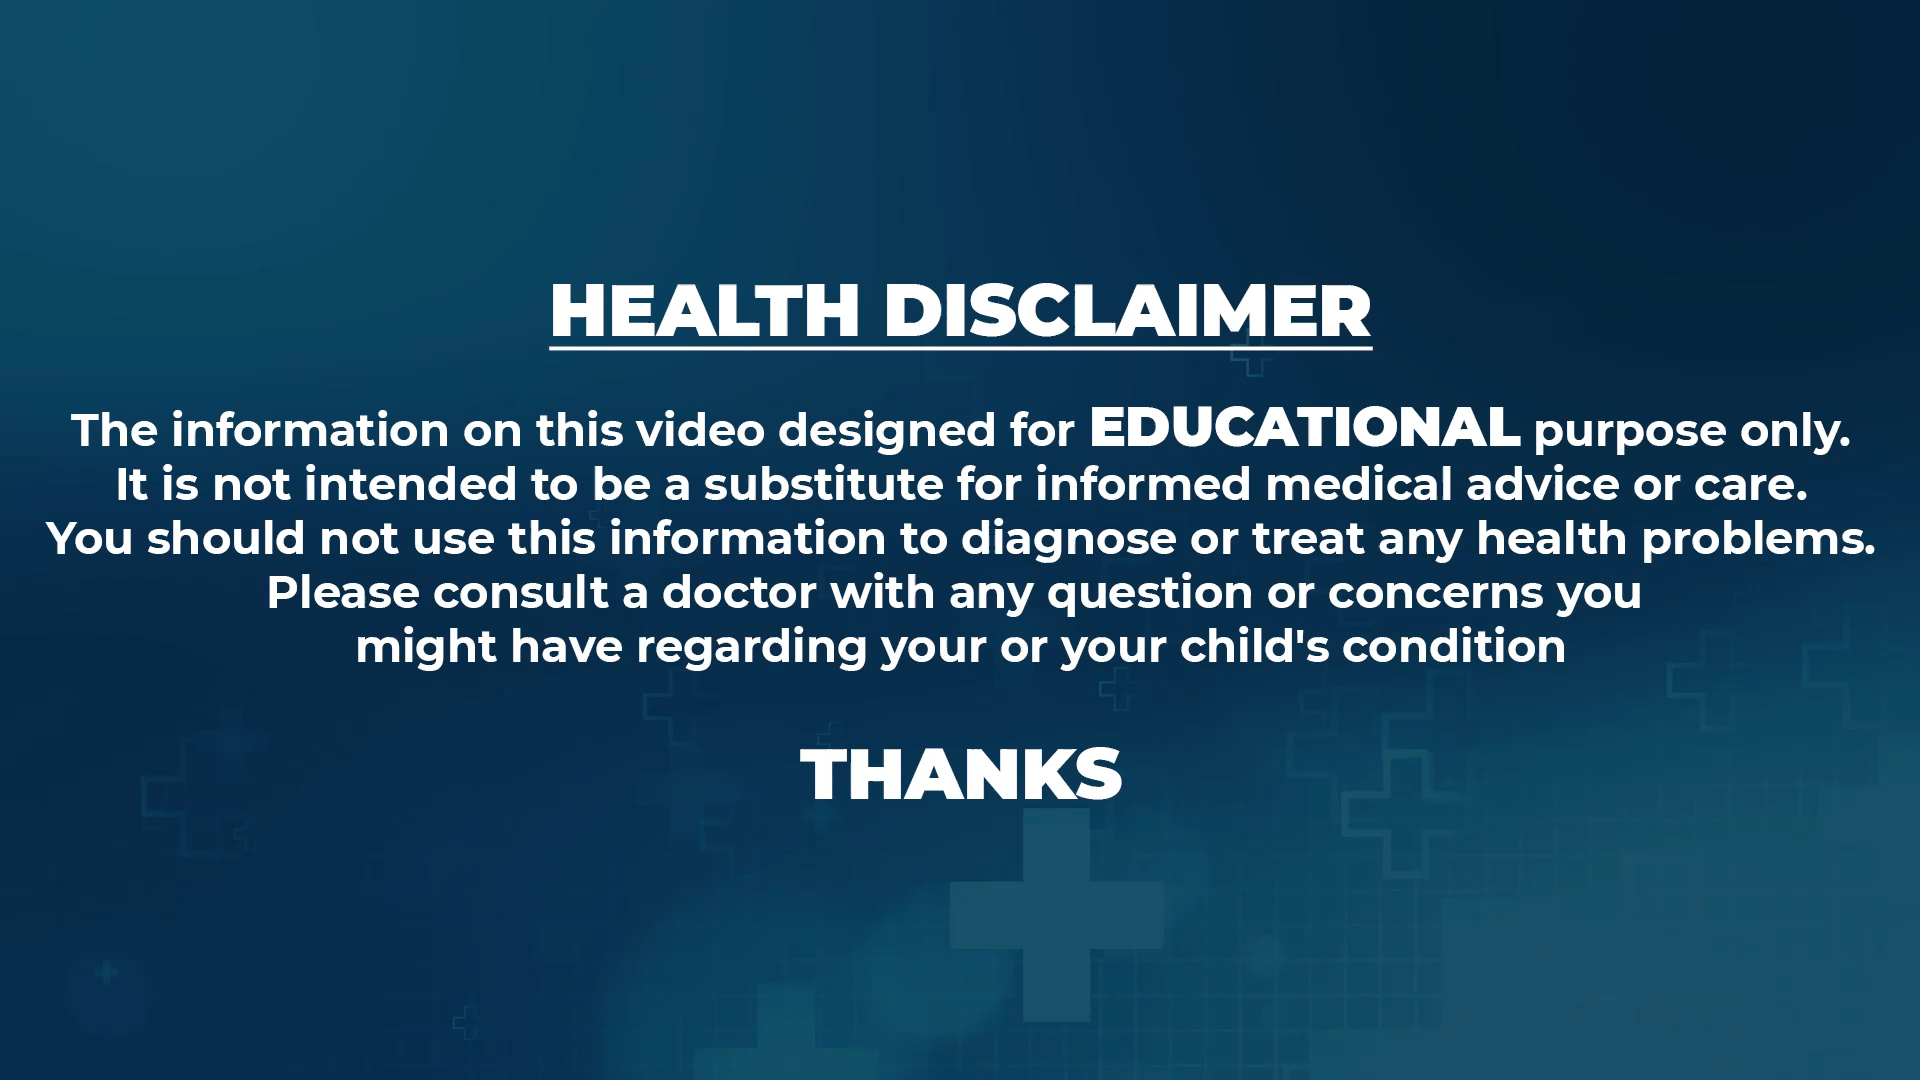 HEALTH DISCLAIMER
The information on this video designed for EDUCATIONAL purpose only.
It is not intended to be a substitute for informed medical advice or care.
You should not use this information to diagnose or treat any health problems.
Please consult a doctor with any question or concerns you
might have regarding your or your child's condition
THANKS